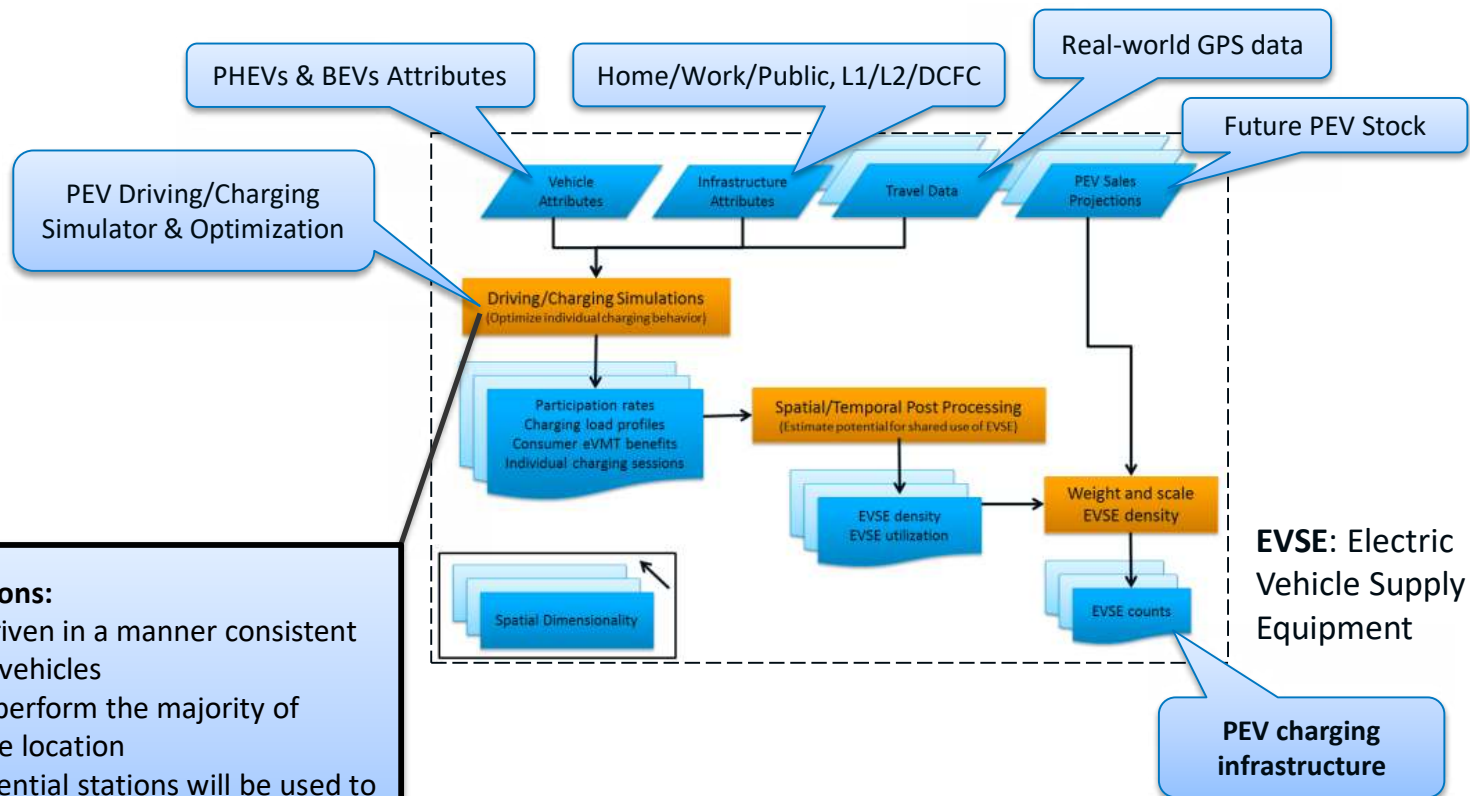 Real-world GPS data
PHEVs & BEVs Attributes
Home/Work/Public, L1/L2/DCFC
Future PEV Stock
PEV Driving/Charging
Simulator & Optimization
Vehicle
Attributes
Infrastructure
Attributes
Travel Data
PEV Sales
Projections
Driving/Charging Simulations
(Optimize individual charging behavior)
Participation rates
Charging load profiles
Consumer eVMT benefits
Individual charging sessions
Spatial/Temporal Post Processing
(Estimate potential for shared use of EVSE)
EVSE density
EVSE utilization
Weight and scale
EVSE density
EVSE counts
Spatial Dimensionality
EVSE: Electric
Vehicle Supply
Equipment
PEV charging
infrastructure
ons:
riven in a manner consistent
vehicles
perform the majority of
e location
ential stations will be used to